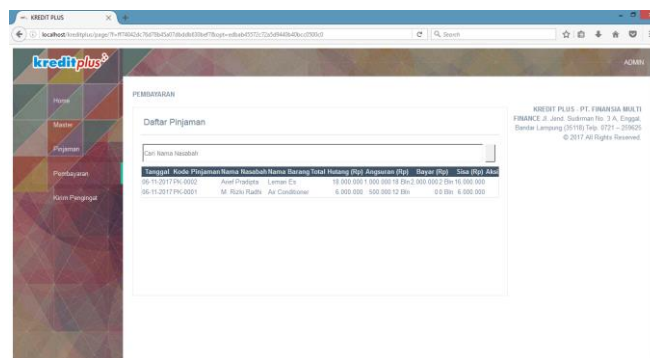 KREDIT PLUS
Search
kreditplus
ADMIN
Home
Master
Pinjaman
Pembayaran
Kirim Pengingat
PEMBAYARAN
Daftar Pinjaman
Cari Nama Nasabah
Tanggal Kode Pinjaman Nama Nasabah Nama Barang Total Hutang (Rp) Angsuran (Rp) Bayar (Rp) Sisa (Rp) Aksi
06-11-2017 PK-0002 Arief Pradipta Lemari Es 18.000.000 1.000.000 18 Bln 2.000.000 2 Bln 16.000.000
06-11-2017 PK-0001 M. Rizki Radhi Air Conditioner 6.000.000 500.000 12 Bln 0 0 Bln 6.000.000
KREDIT PLUS - PT. FINANSIA MULTI
FINANCE Jl. Jend. Sudirman No. 3 A, Enggal,
Bandar Lampung (35118) Telp. 0721 – 259625
© 2017 All Rights Reserved.